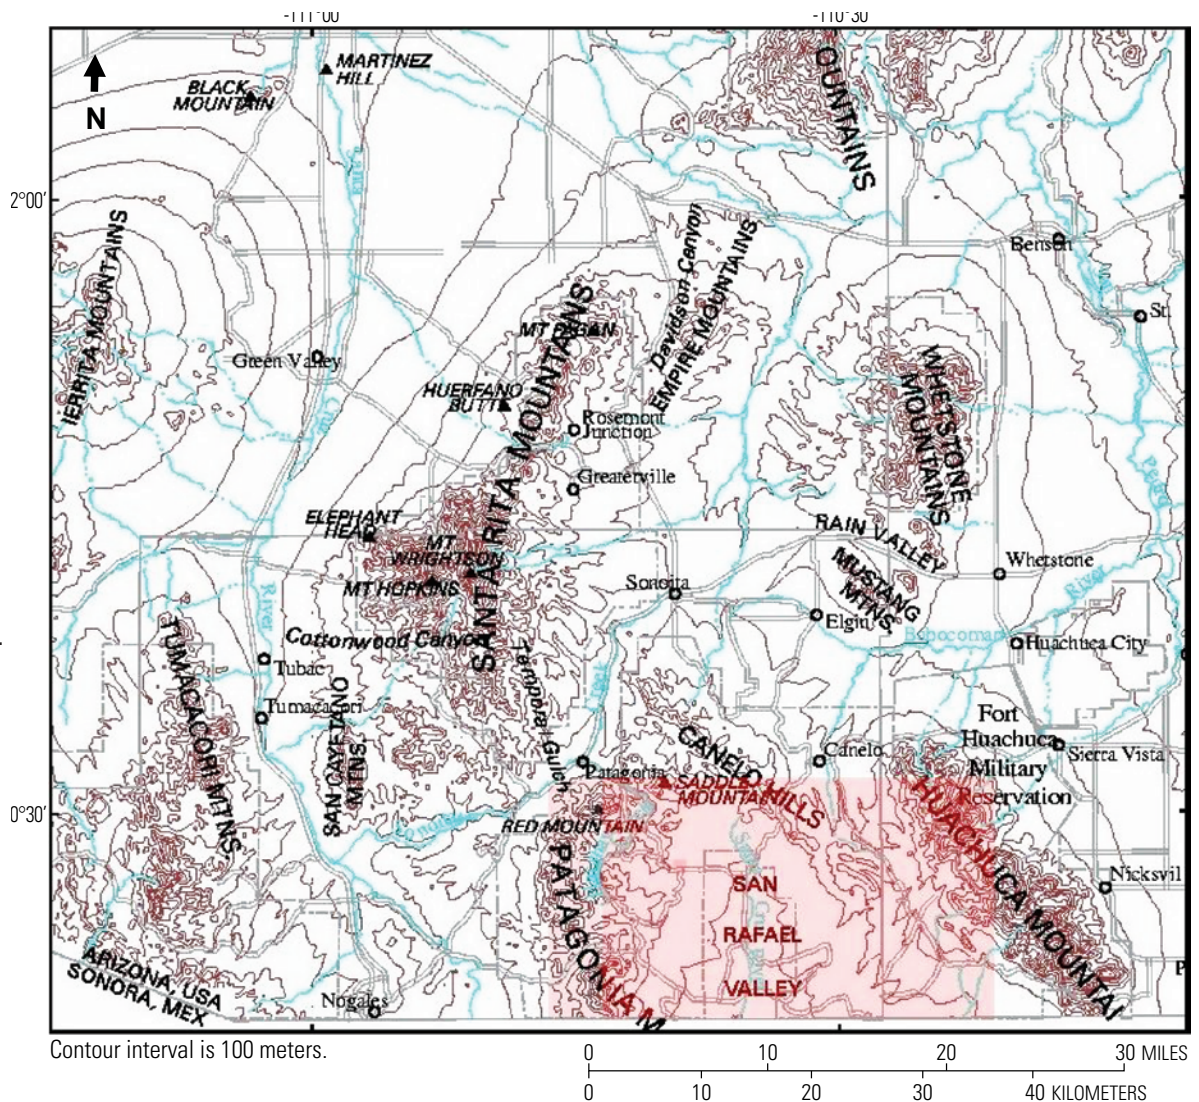 -111°00'
-110°30'
MARTINEZ
HILL
BLACK
MOUNTAIN
N
OUNTAINS
2°00'
IERRITA MOUNTAINS
Davidson Canyon
EMPIRE MOUNTAINS
Benson
St.
MT FAGAN
Green Valley
HUERFANO
BUTTE
WHETSTONE
MOUNTAINS
Rosemont
Junction
Greaterville
SANTA RITA MOUNTAINS
ELEPHANT
HEAD
MT
WRIGHTSON
MT HOPKINS
RAIN VALLEY
MUSTANG
MTNS.
Whetstone
Sonoita
River
River
Elgin
Babocomari
Huachuca City
Cottonwood Canyon
Temporal Gulch
Tubac
Tumacacori
TUMACACORI MTNS.
SAN CAYETANO
MTNS.
Fort
Huachuca
Military
Reservation
Sierra Vista
CANELO HILLS
Canelo
Patagonia
SADDLE
MOUNTAIN
RED MOUNTAIN
0°30'
HUACHUCA MOUNTAI
Nicksvil
PATAGONIA M
SAN
RAFAEL
VALLEY
ARIZONA, USA
SONORA, MEX
P
Nogales
Contour interval is 100 meters.
0 10 20 30 MILES
0 10 20 30 40 KILOMETERS